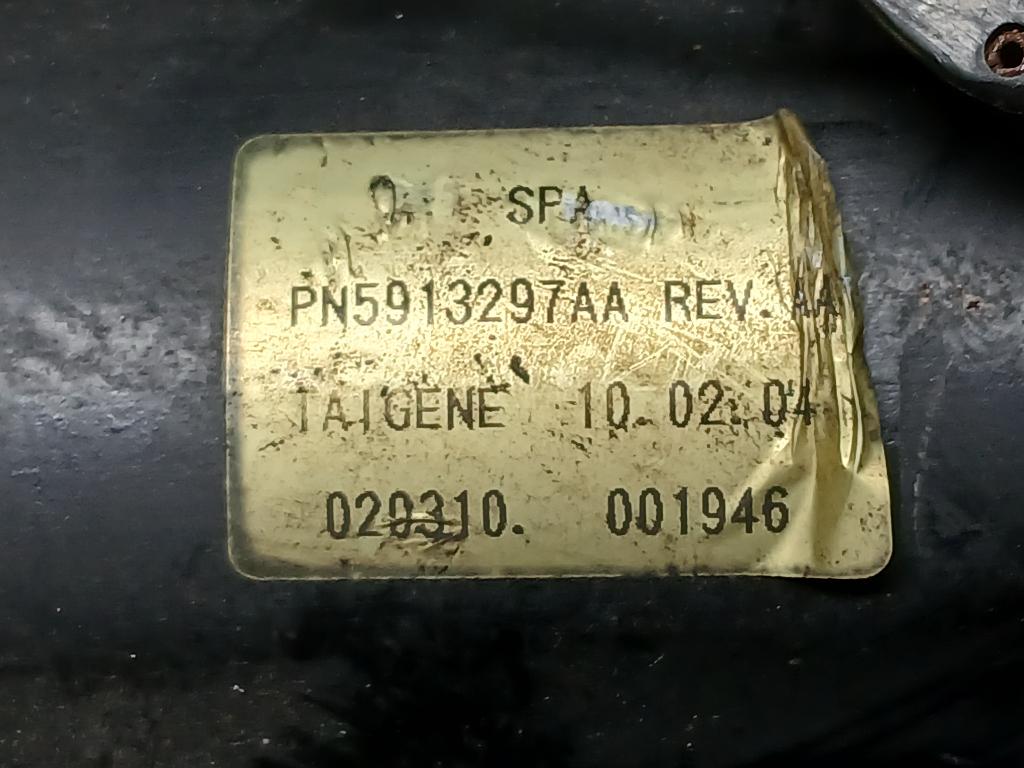 SPA
PN5913297AA REV.AA
TAIGENE 10.02.04
020310. 001946